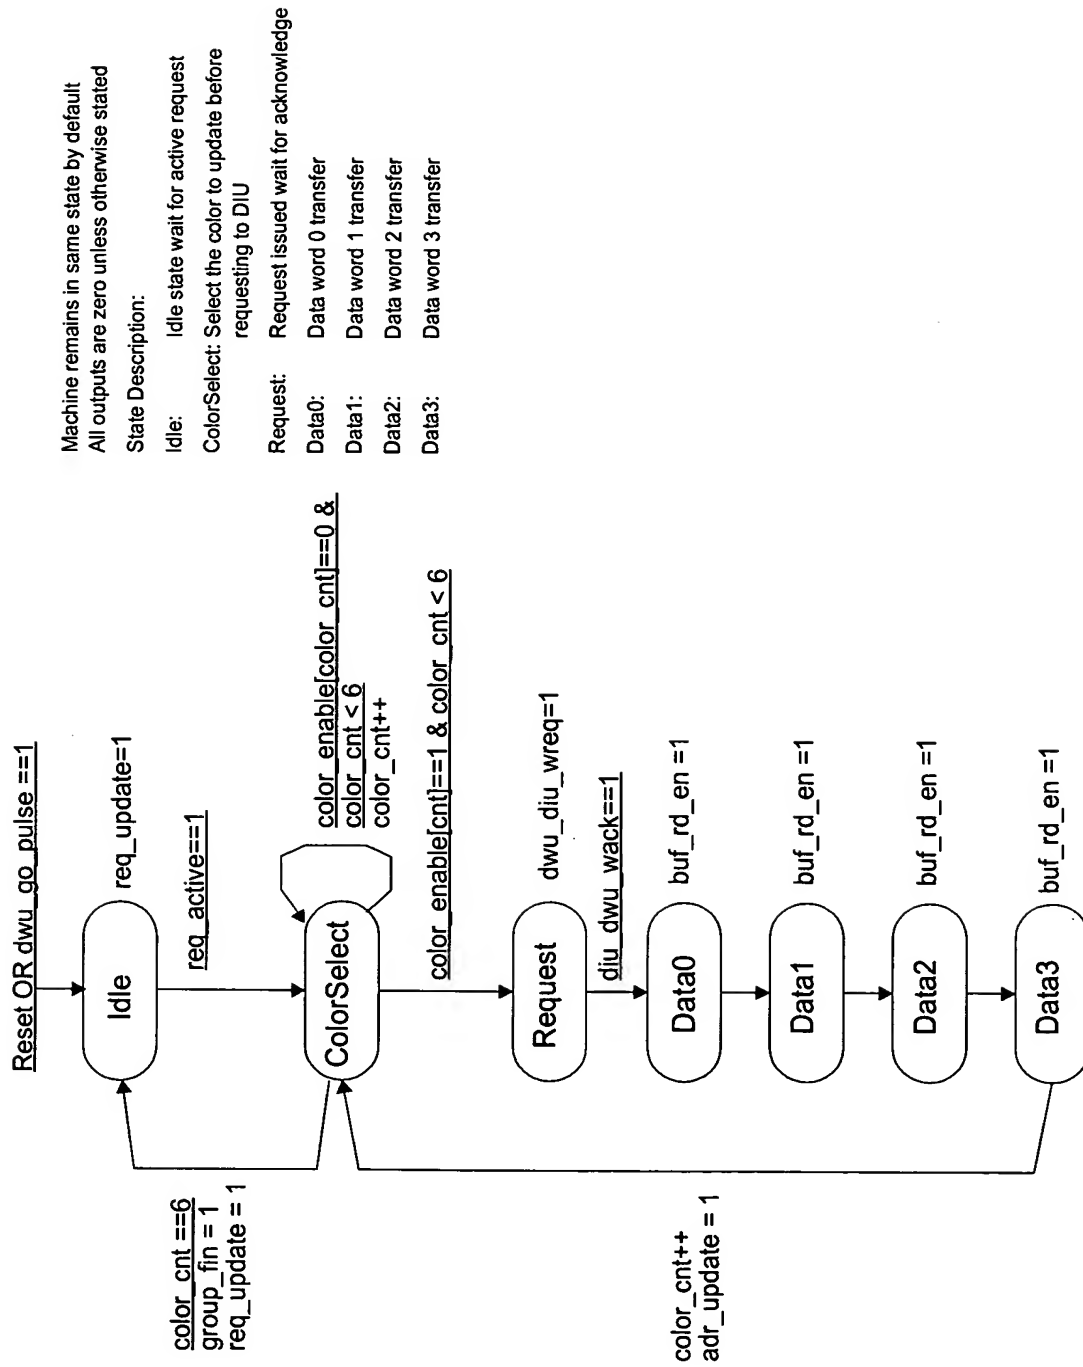 Reset OR dwu_go_pulse ==1
Idle
req_update=1
req_active==1
color_cnt ==6
group_fin = 1
req_update = 1
ColorSelect
color_enable[color_cnt]==0 &
color_cnt < 6
color_cnt++
color_enable[cnt]==1 & color_cnt < 6
Request
dwu_diu_wreq=1
diu_dwu_wack==1
Data0
buf_rd_en =1
Data1
buf_rd_en =1
Data2
buf_rd_en =1
Data3
buf_rd_en =1
color_cnt++
adr_update = 1
Machine remains in same state by default
All outputs are zero unless otherwise stated
State Description:
Idle: Idle state wait for active request
ColorSelect: Select the color to update before
requesting to DIU
Request: Request issued wait for acknowledge
Data0: Data word 0 transfer
Data1: Data word 1 transfer
Data2: Data word 2 transfer
Data3: Data word 3 transfer